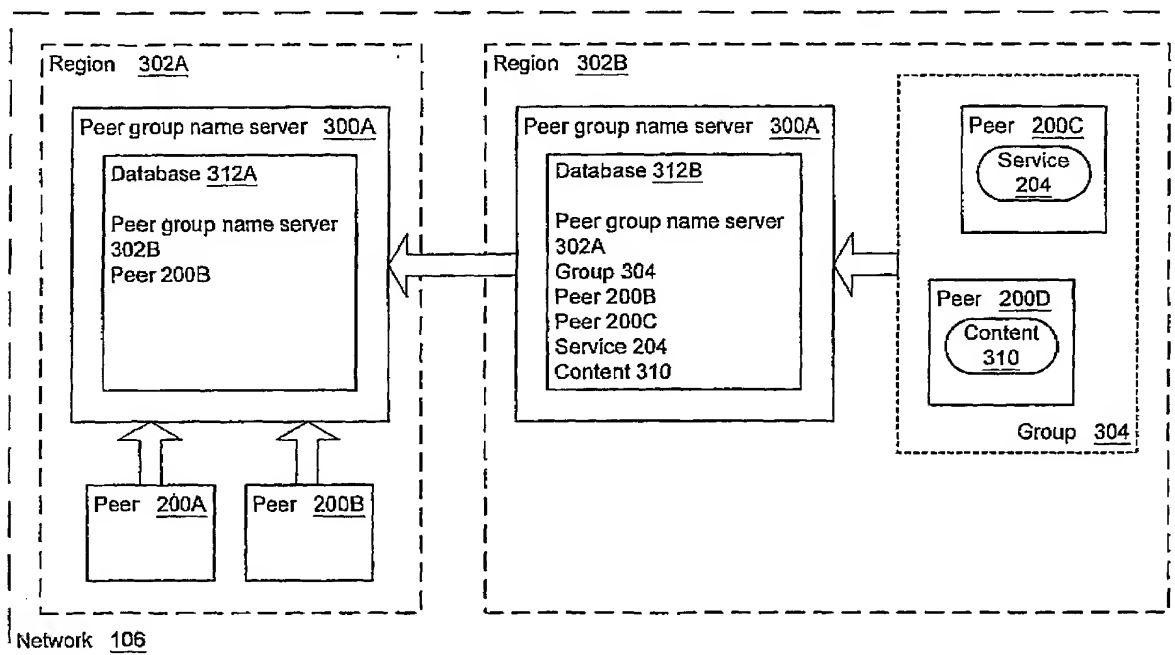 Region 302A
Peer group name server 300A
Database 312A
Peer group name server
302B
Peer 200B
Peer 200A
Peer 200B
Region 302B
Peer group name server 300A
Database 312B
Peer group name server
302A
Group 304
Peer 200B
Peer 200C
Service 204
Content 310
Peer 200C
Service
204
Peer 200D
Content
310
Group 304
Network 106